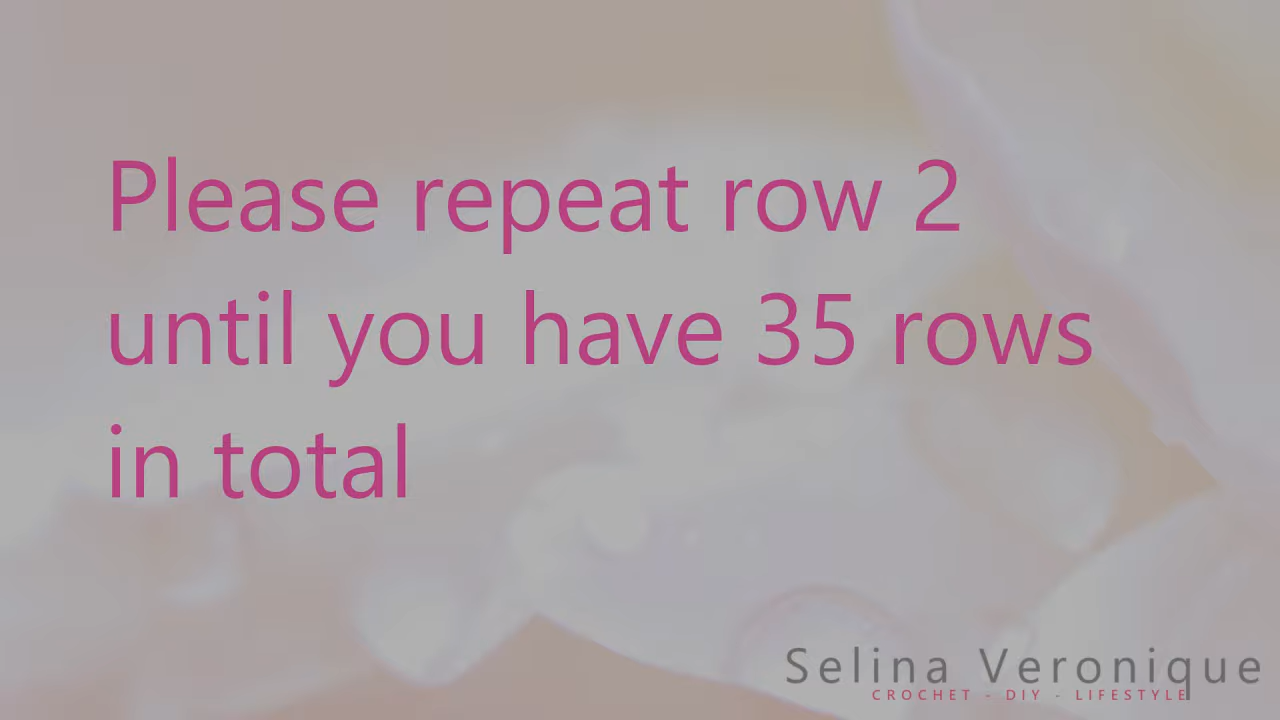 Please repeat row 2
until you have 35 rows
in total
Selina Veronique
CROCHET - DIY - LIFESTYLE